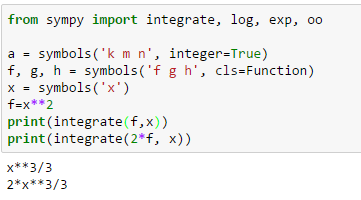 from sympy import integrate, log, exp, oo
a = symbols('k m n', integer=True)
f, g, h = symbols('f g h', cls=Function)
x = symbols('x')
f=x**2
print(integrate(f,x))
print(integrate(2*f, x))
x**3/3
2*x**3/3